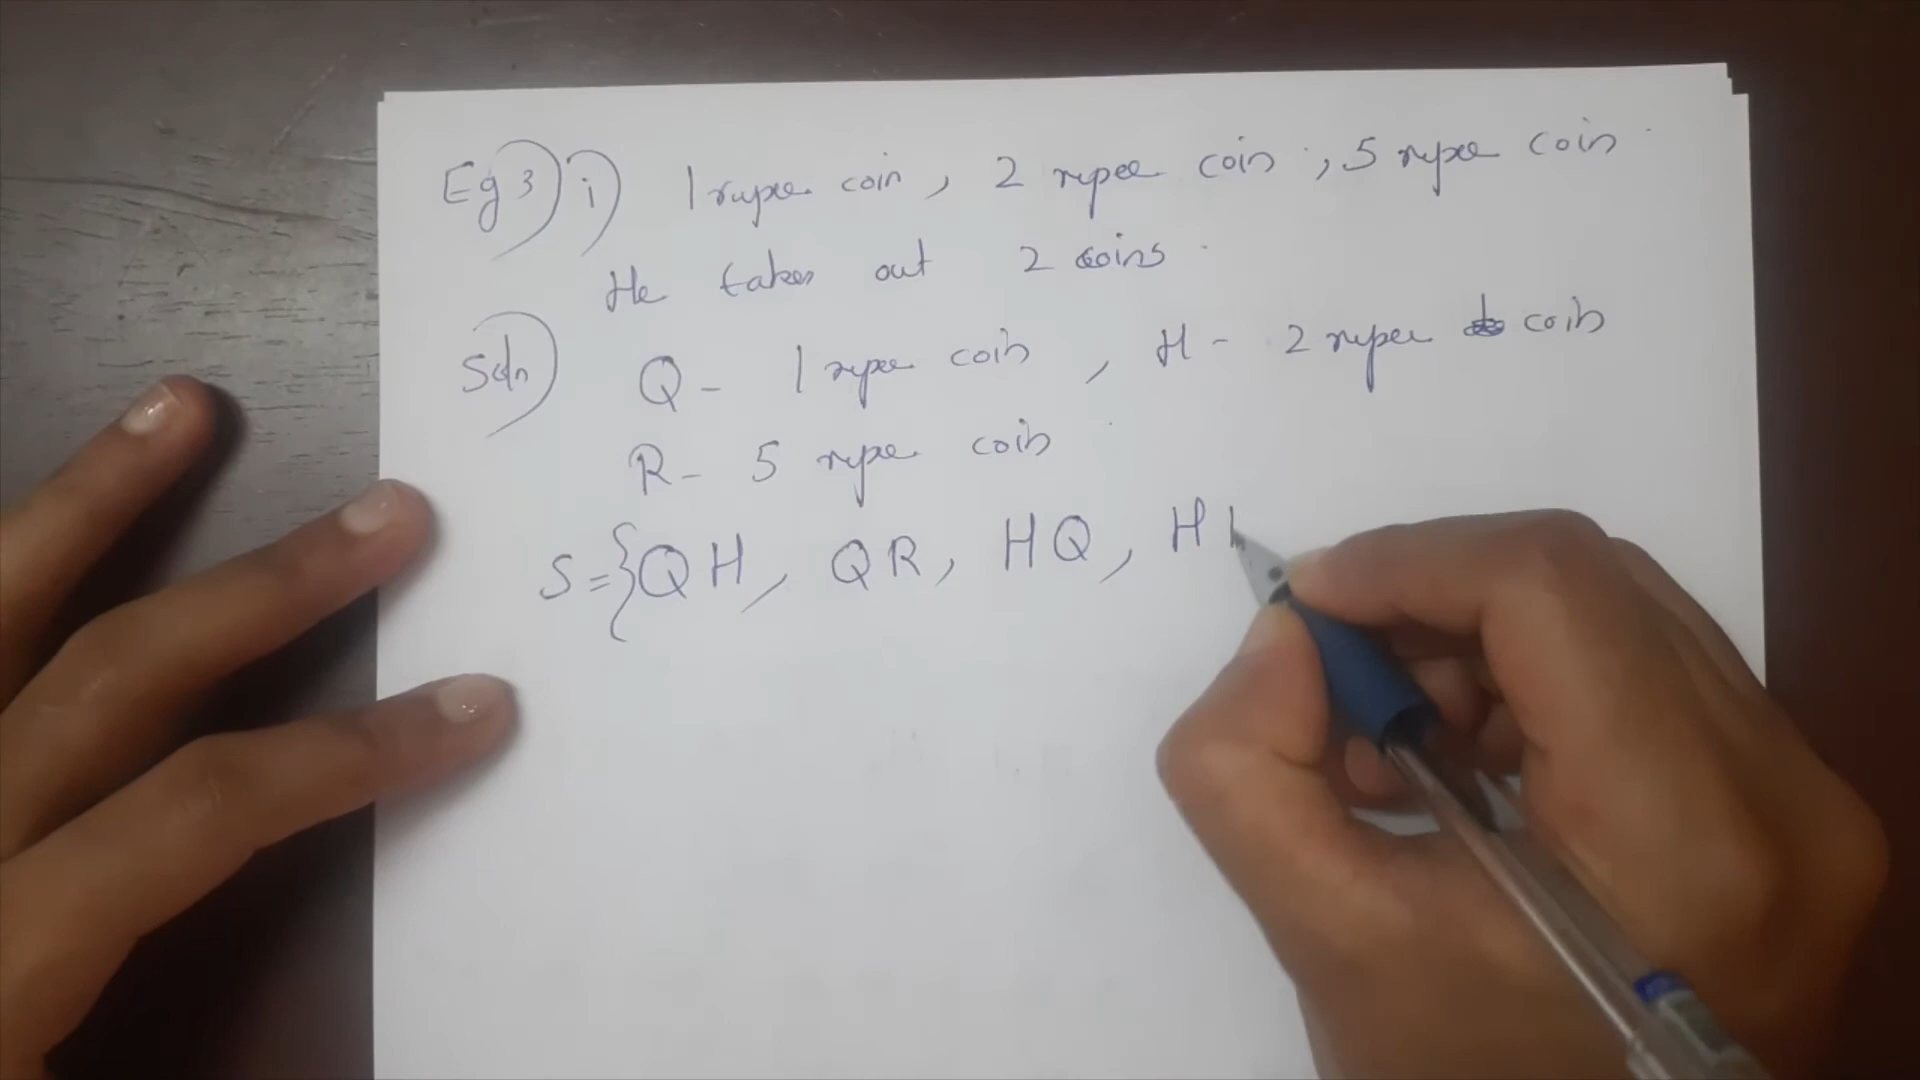 Eg 3) i) 1 rupee coin, 2 rupee coin, 5 rupee coin.
He takes out 2 coins.
Soln) Q - 1 rupee coin, H - 2 rupee coin
R - 5 rupee coin.
S = { QH, QR, HQ, H